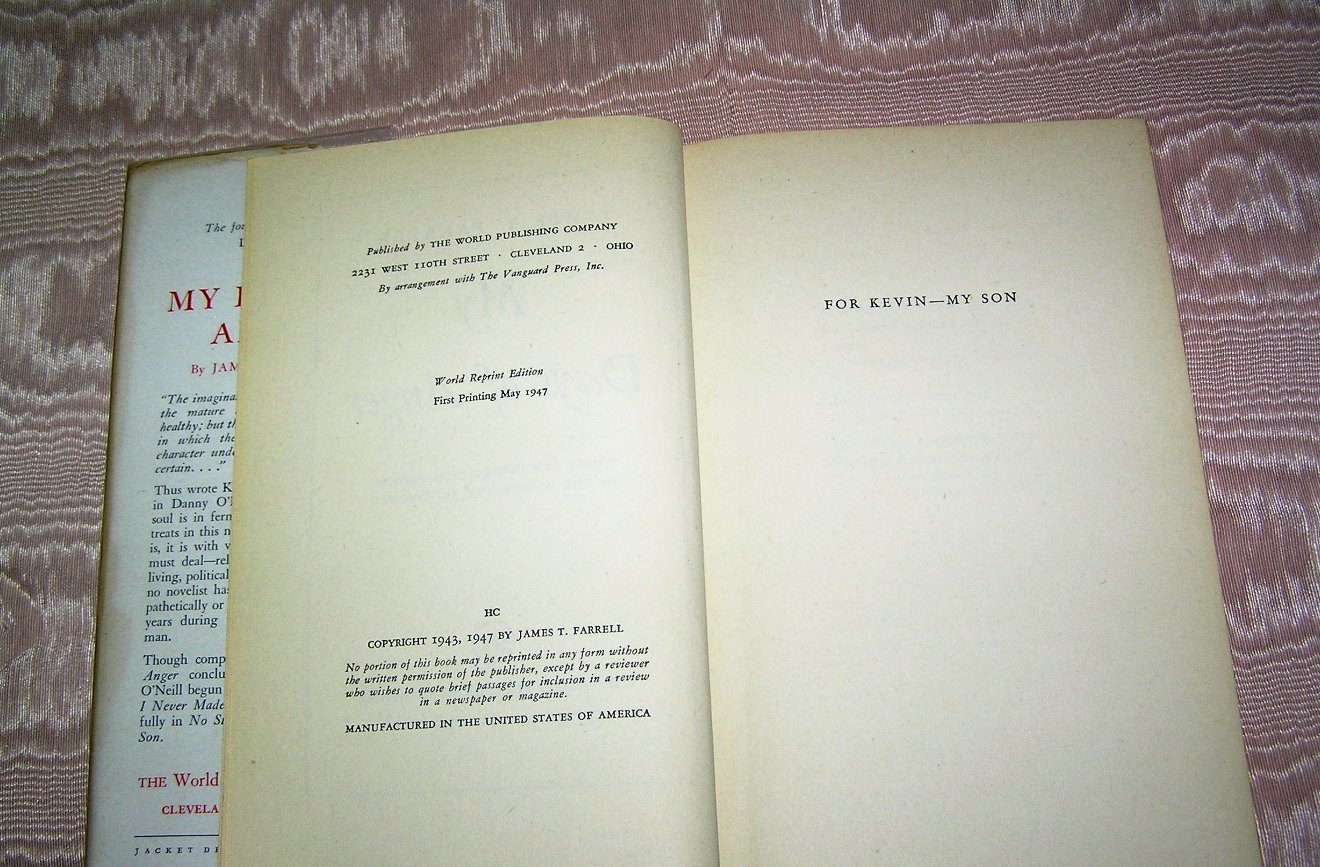 The
MY
By JAM
"The imagina
the mature
healthy; but th
in which the
character und
certain. . . ."
Thus wrote K
in Danny O'
soul is in fern
treats in this n
is, it is with v
must deal—rel
living, political
no novelist has
pathetically or
years during
man.
Though comp
Anger conclu
O'Neill begun
I Never Made
fully in No St
Son.
THE World
CLEVELA
JACKET DE
Published by THE WORLD PUBLISHING COMPANY
2231 WEST 110TH STREET · CLEVELAND 2 · OHIO
By arrangement with The Vanguard Press, Inc.
World Reprint Edition
First Printing May 1947
HC
COPYRIGHT 1943, 1947 BY JAMES T. FARRELL
No portion of this book may be reprinted in any form without
the written permission of the publisher, except by a reviewer
who wishes to quote brief passages for inclusion in a review
in a newspaper or magazine.
MANUFACTURED IN THE UNITED STATES OF AMERICA
FOR KEVIN—MY SON